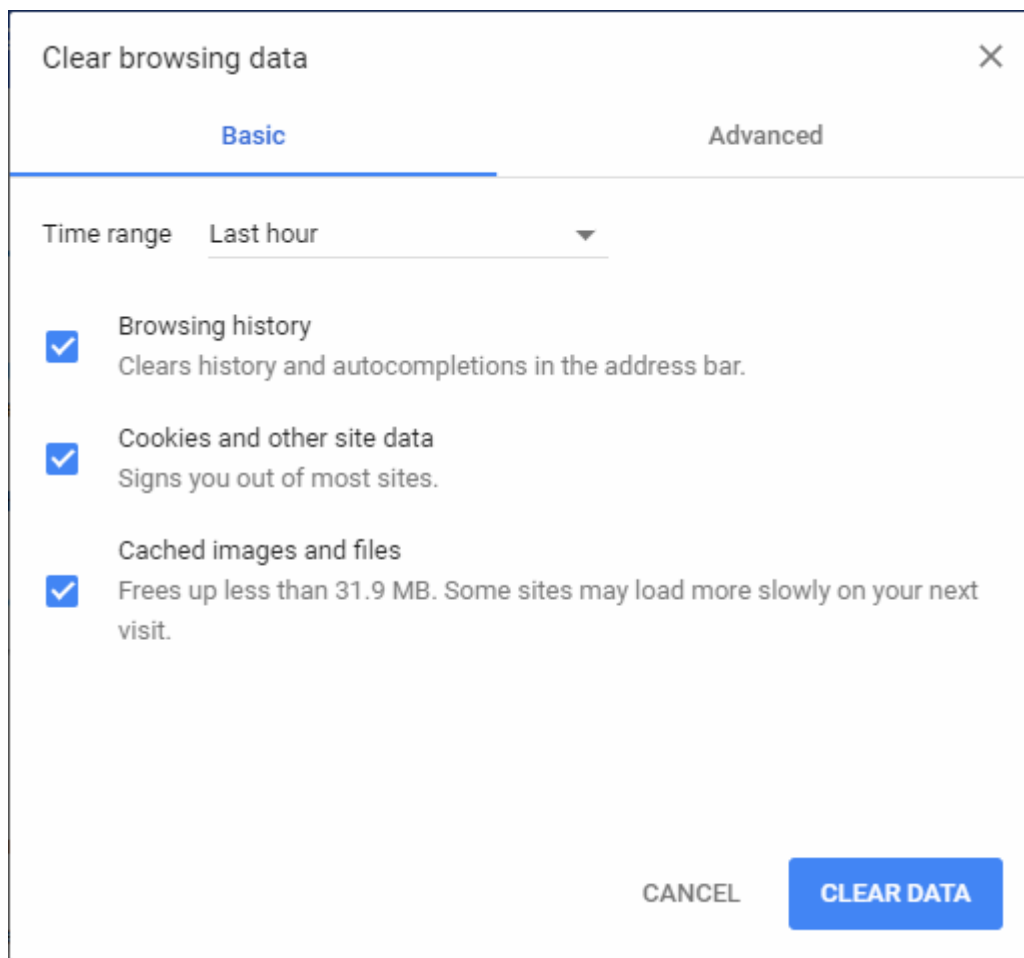 Clear browsing data
Basic
Advanced
Time range
Last hour
Browsing history
Clears history and autocompletions in the address bar.
Cookies and other site data
Signs you out of most sites.
Cached images and files
Frees up less than 31.9 MB. Some sites may load more slowly on your next
visit.
CANCEL
CLEAR DATA